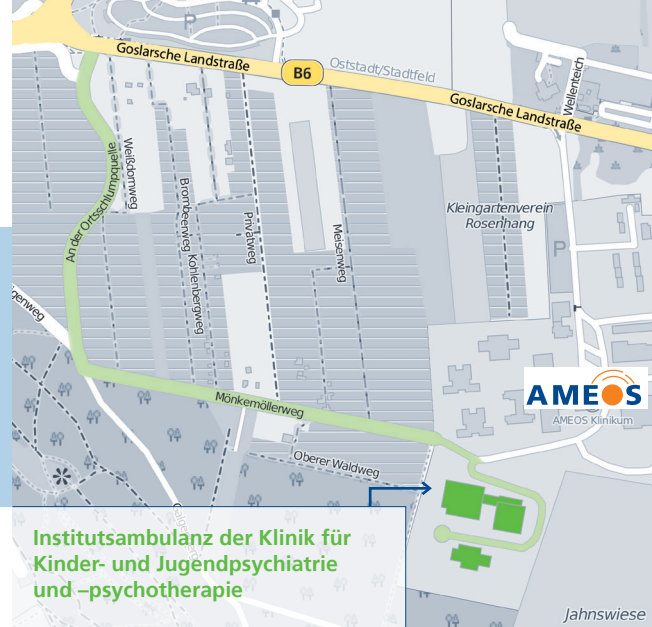 Goslarsche Landstraße
B6
Oststadt/Stadtfeld
Goslarsche Landstraße
Wellenteich
An der Ortsschlumpquelle
Weißdornweg
Brombeerweg Kohlenbergweg
Privatweg
Meisenweg
Kleingartenverein
Rosenhang
P
P
AMEOS
AMEOS Klinikum
Mönkemöllerweg
Oberer Waldweg
Institutsambulanz der Klinik für
Kinder- und Jugendpsychiatrie
und –psychotherapie
Jahnswiese